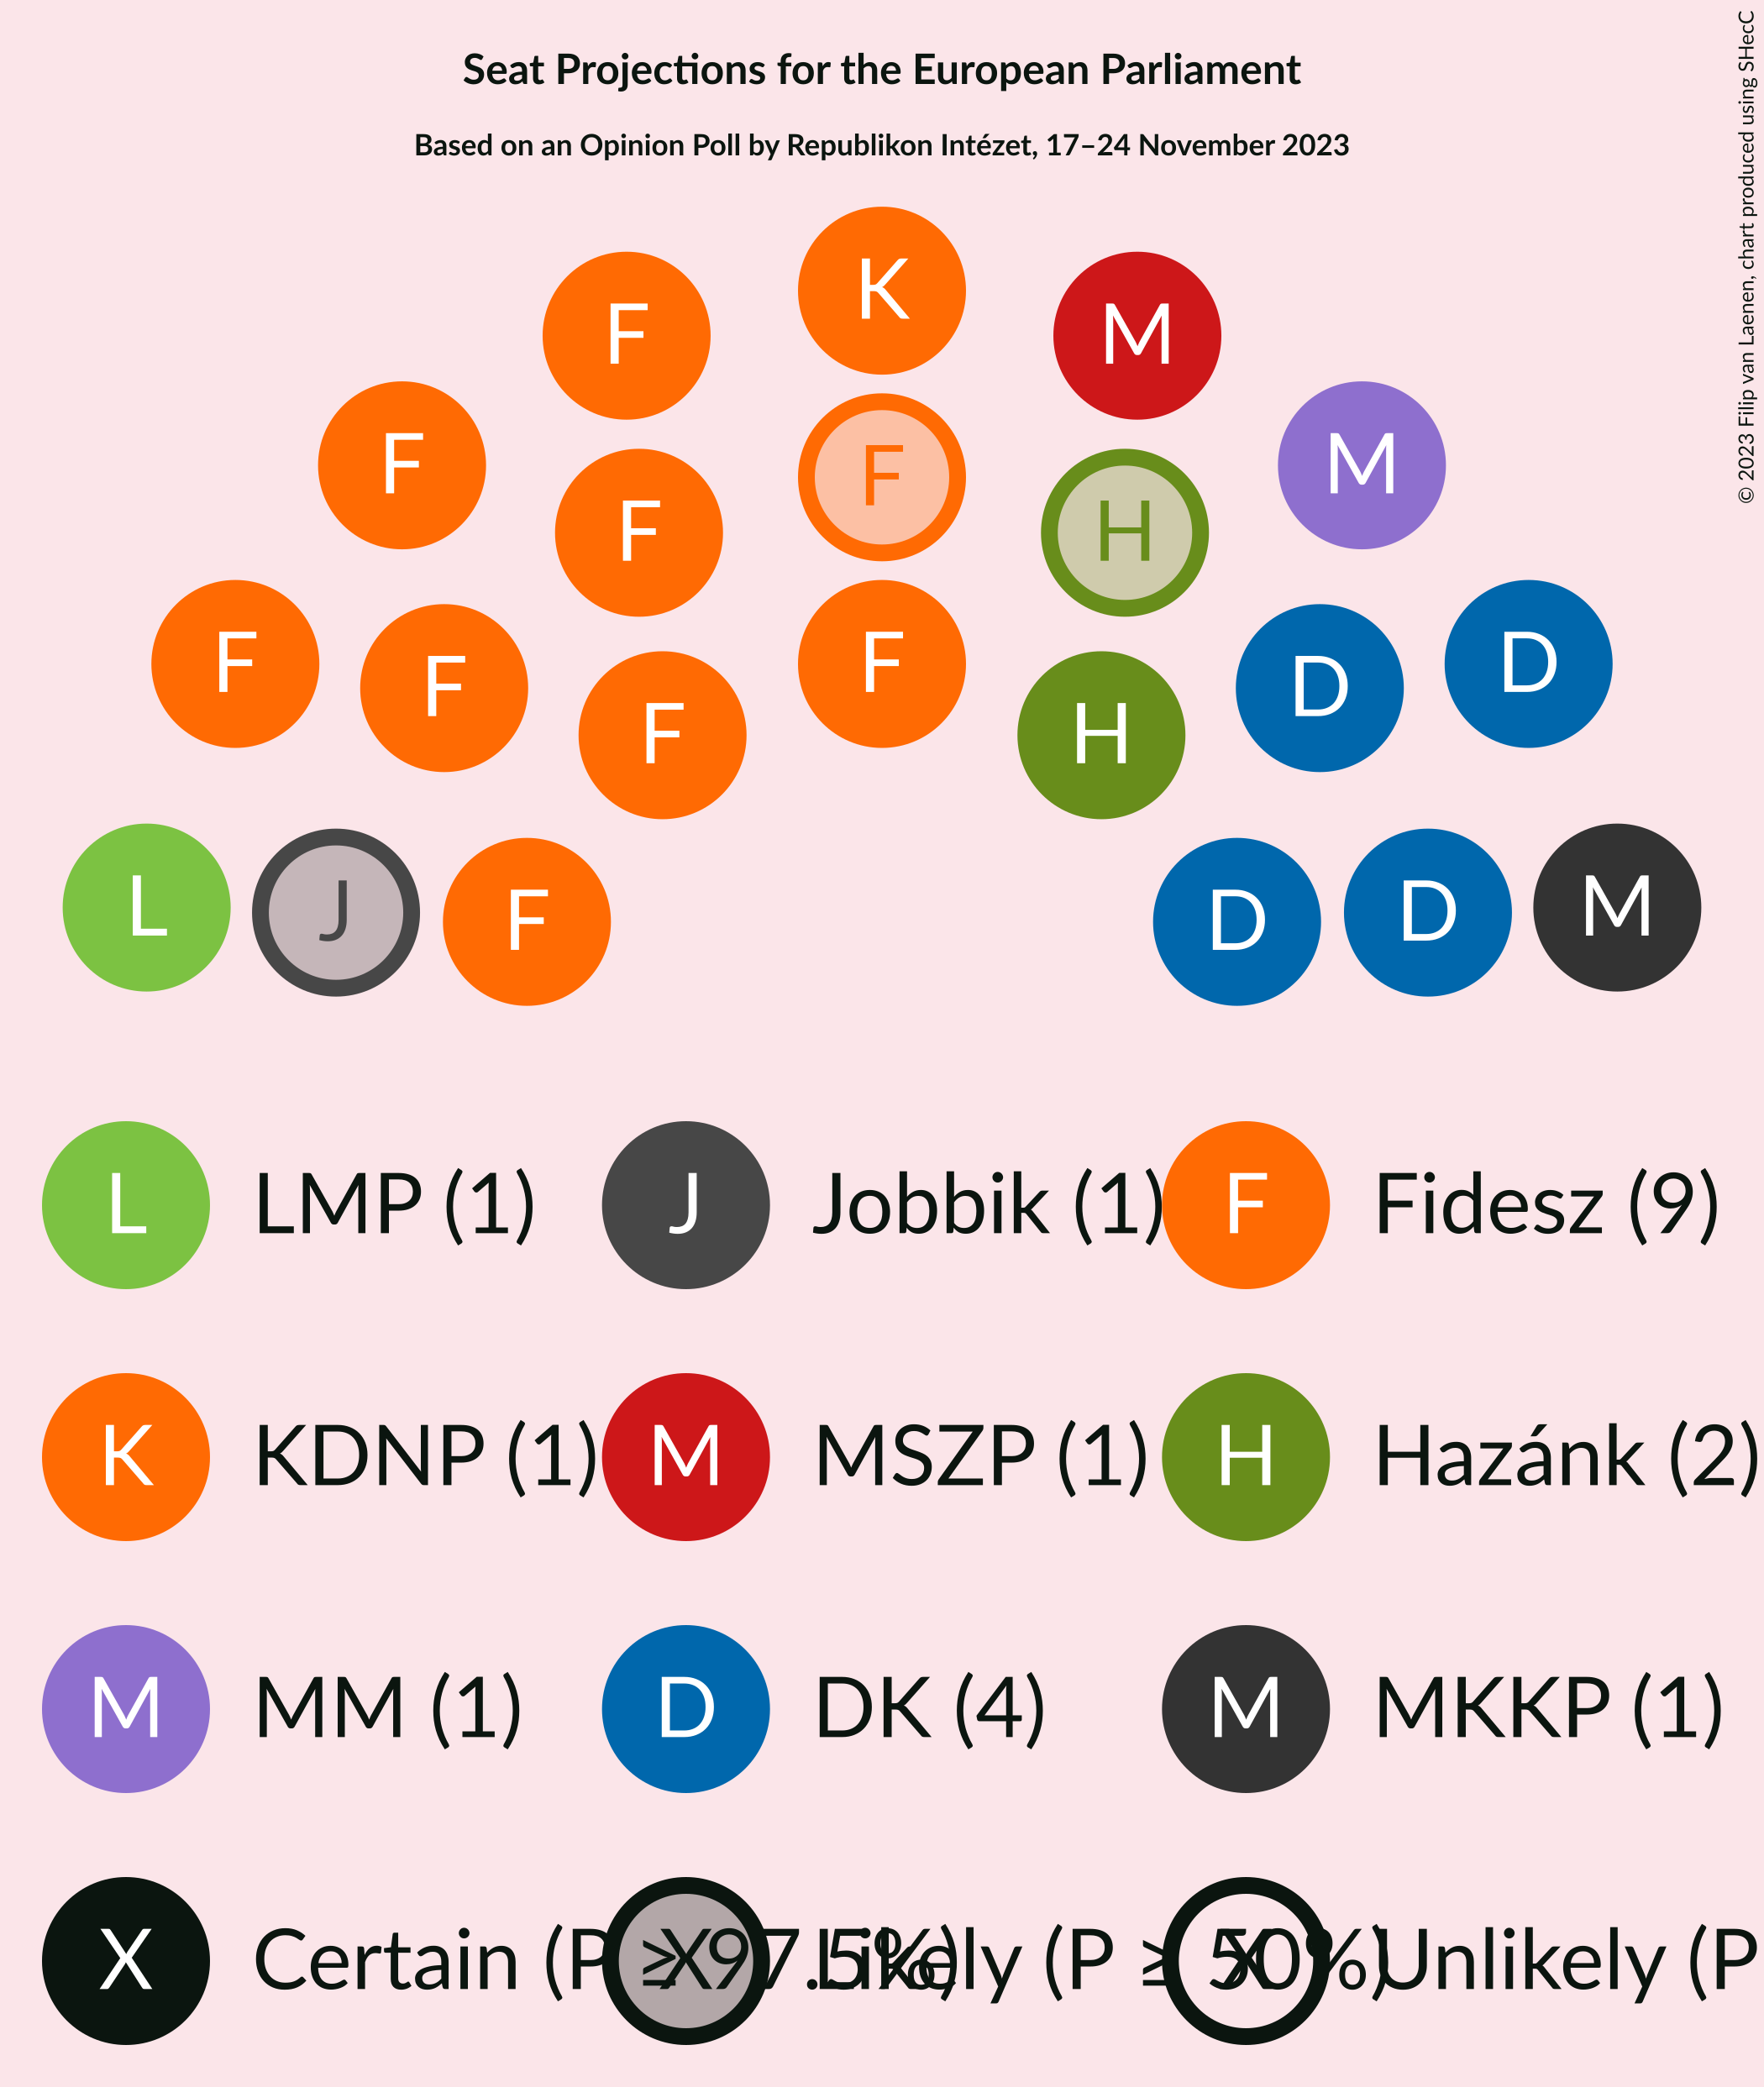 Seat Projections for the European Parliament
Based on an Opinion Poll by Republikon Intézet, 17–24 November 2023
© 2023 Filip van Laenen, chart produced using SHecC
K
F M
F M
F
F H
F F
D D
F F
F H
L M
J D
F D
L LMP (1) J Jobbik (1) F Fidesz (9)
K KDNP (1) M MSZP (1) H Hazánk (2)
M MM (1) D DK (4) M MKKP (1)
X Certain (P ≥ 97.5%) X Likely (P ≥ 50%) X Unlikely (P